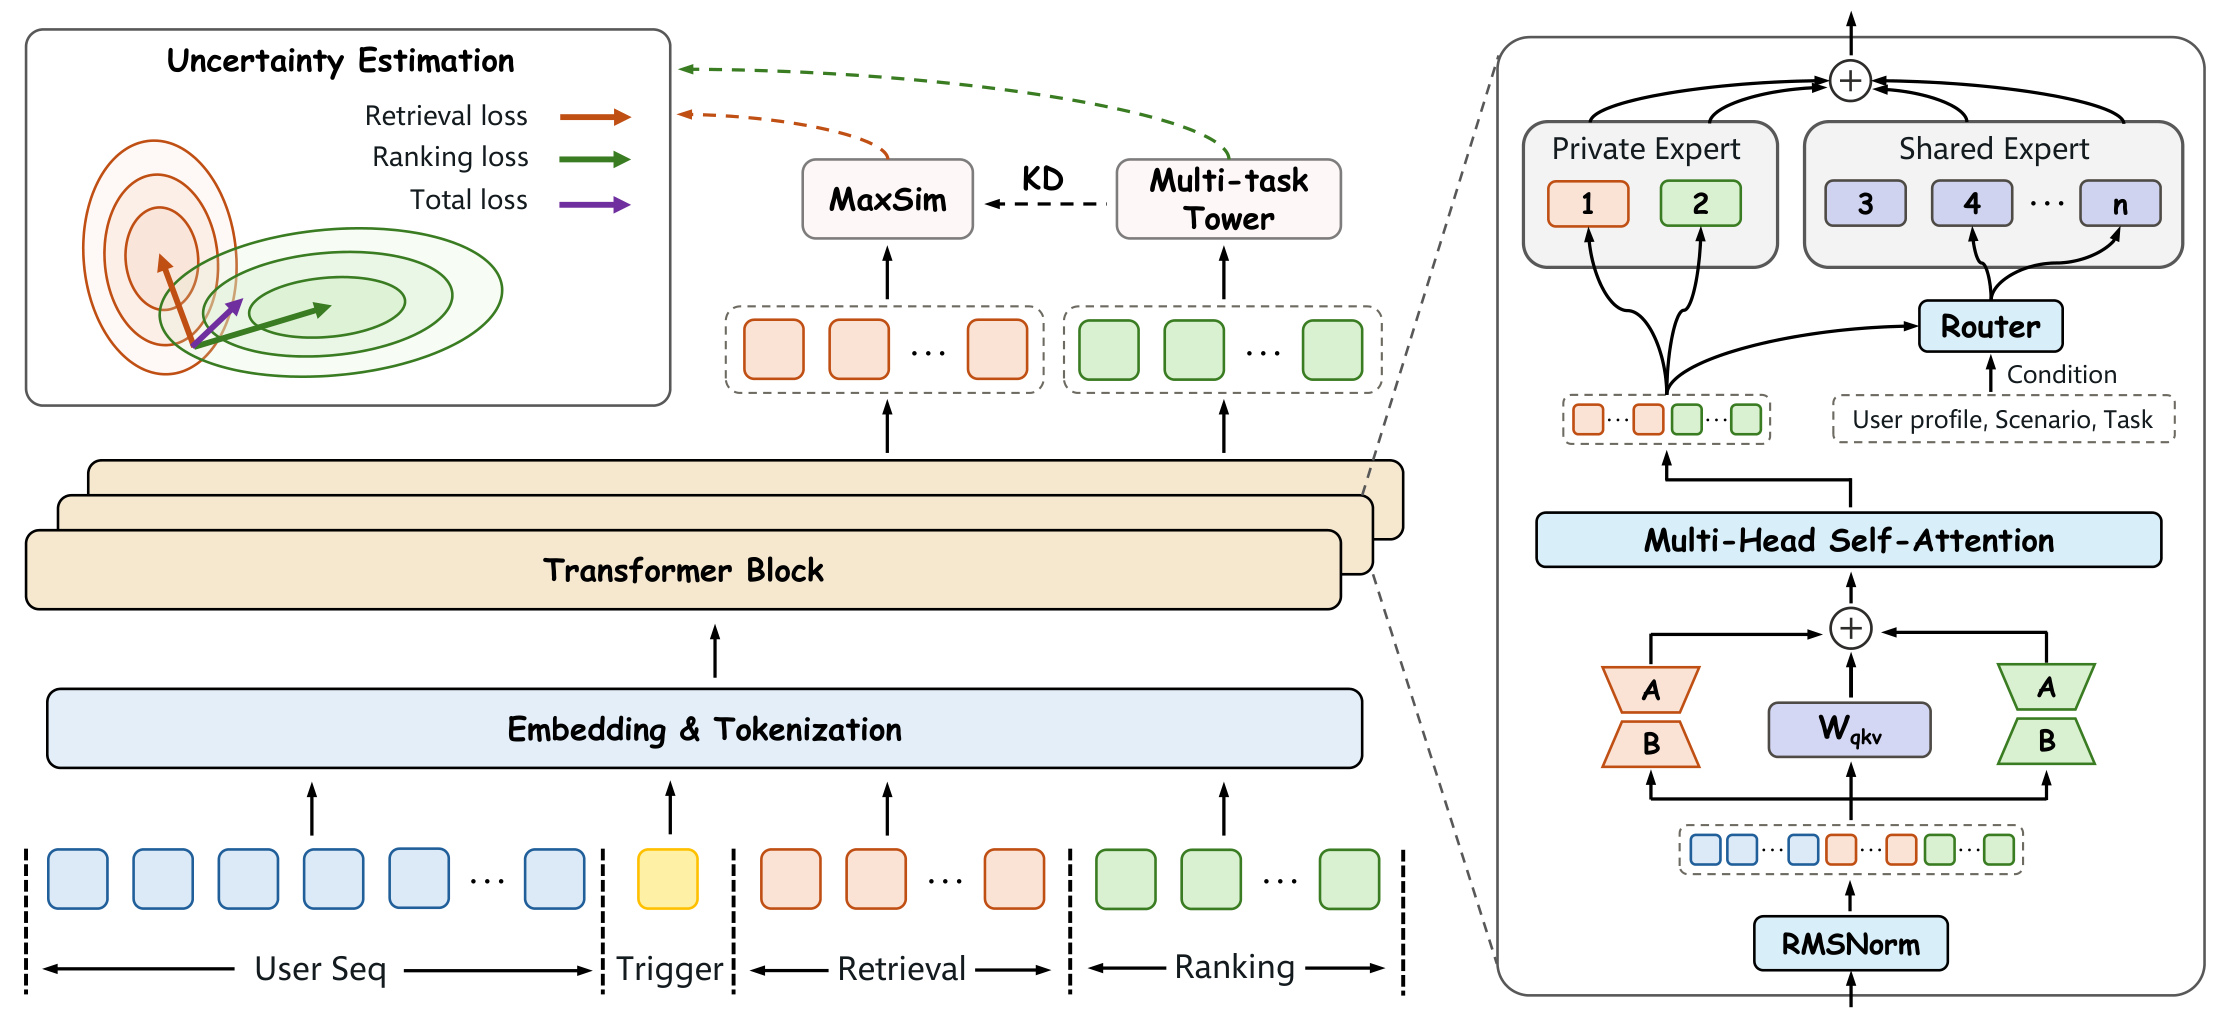 Uncertainty Estimation
Retrieval loss
Ranking loss
Total loss
MaxSim
KD
Multi-task
Tower
...
...
Transformer Block
Embedding & Tokenization
...
...
...
User Seq
Trigger
Retrieval
Ranking
+
Private Expert
Shared Expert
1
2
3
4
...
n
Router
Condition
... ...
User profile, Scenario, Task
Multi-Head Self-Attention
+
A
B
Wqkv
A
B
... ... ...
RMSNorm